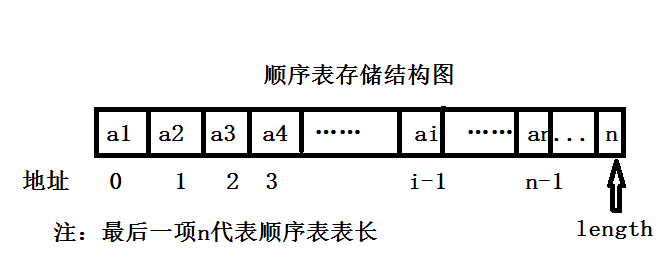 顺序表存储结构图
a1 a2 a3 a4 …… ai …… an ... n
地址 0 1 2 3 i-1 n-1
length
注：最后一项n代表顺序表表长